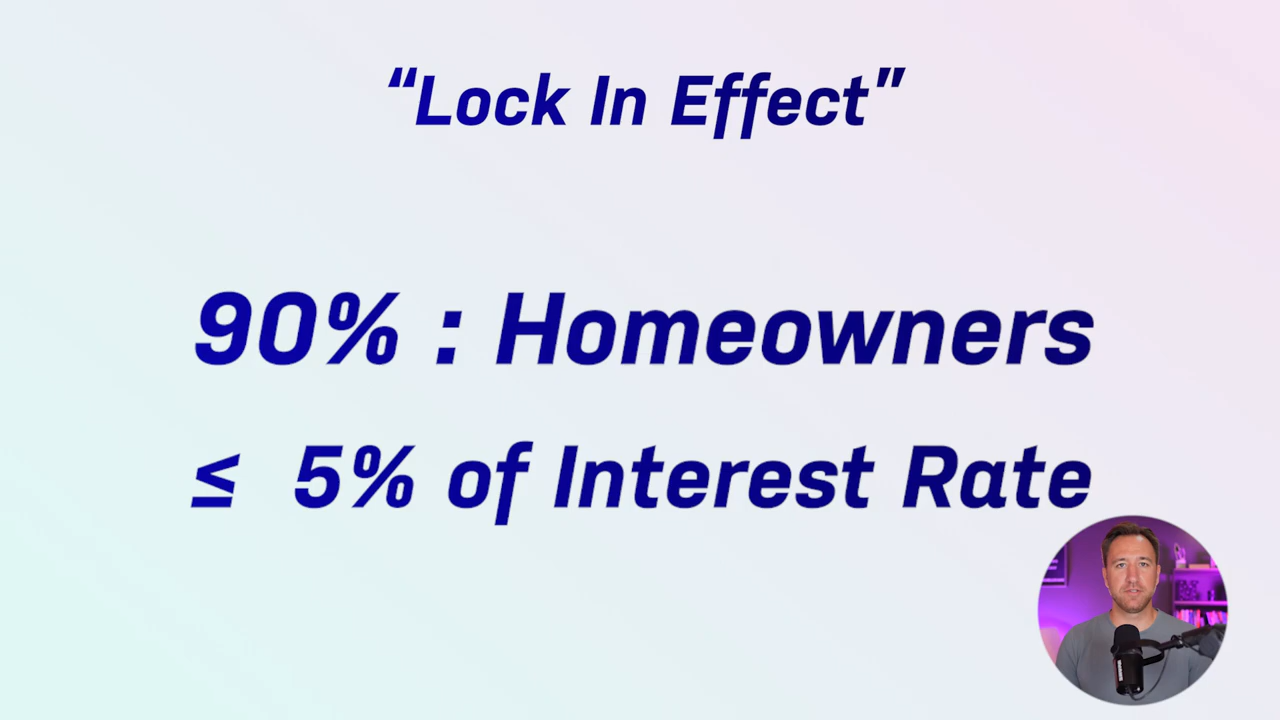 “Lock In Effect”
90% : Homeowners
≤ 5% of Interest Rate